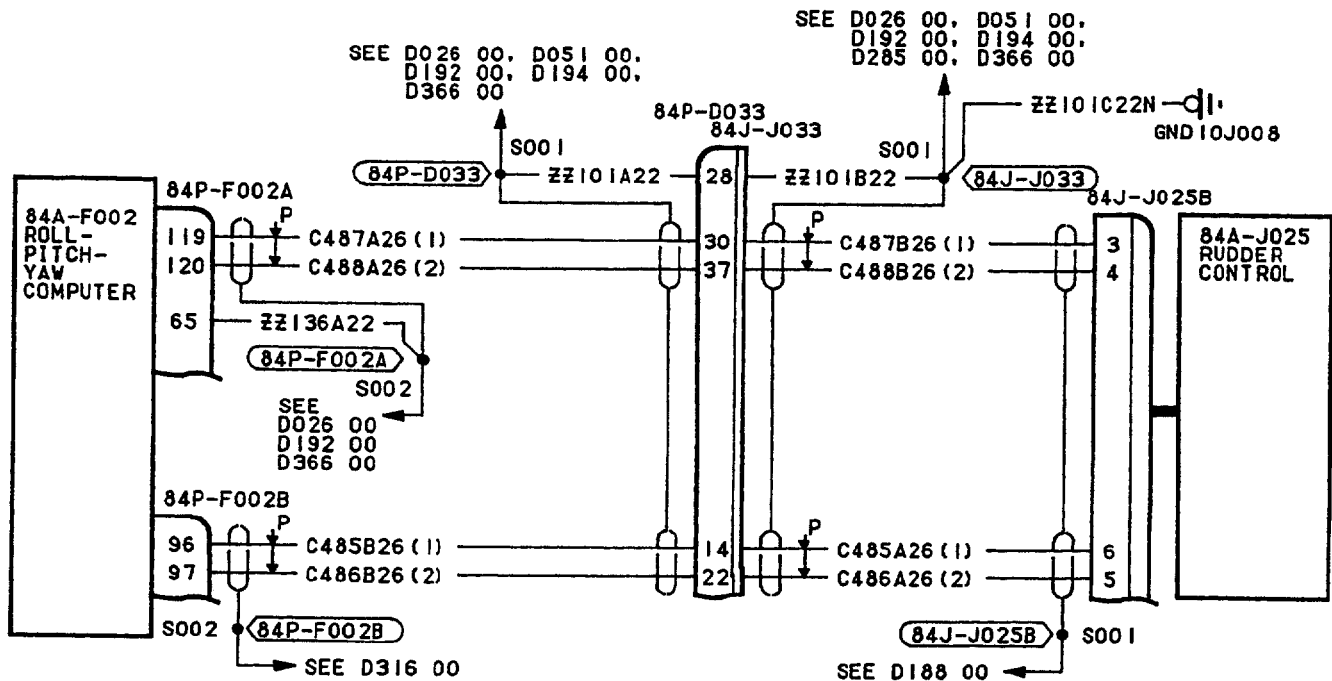 SEE D026 00, D051 00,
D192 00, D194 00,
D285 00, D366 00
SEE D026 00, D051 00,
D192 00, D194 00,
D366 00
84P-D033
84J-J033
ZZ101C22N
GND10J008
S001
S001
84P-D033
ZZ101A22
28
ZZ101B22
84J-J033
84P-F002A
84J-J025B
84A-F002
ROLL-
PITCH-
YAW
COMPUTER
119
P
C487A26(1)
30
P
C487B26(1)
3
84A-J025
RUDDER
CONTROL
120
C488A26(2)
37
C488B26(2)
4
65
ZZ136A22
84P-F002A
S002
SEE
D026 00
D192 00
D366 00
84P-F002B
96
P
C485B26(1)
14
P
C485A26(1)
6
97
C486B26(2)
22
C486A26(2)
5
S002
84P-F002B
84J-J025B
S001
SEE D316 00
SEE D188 00